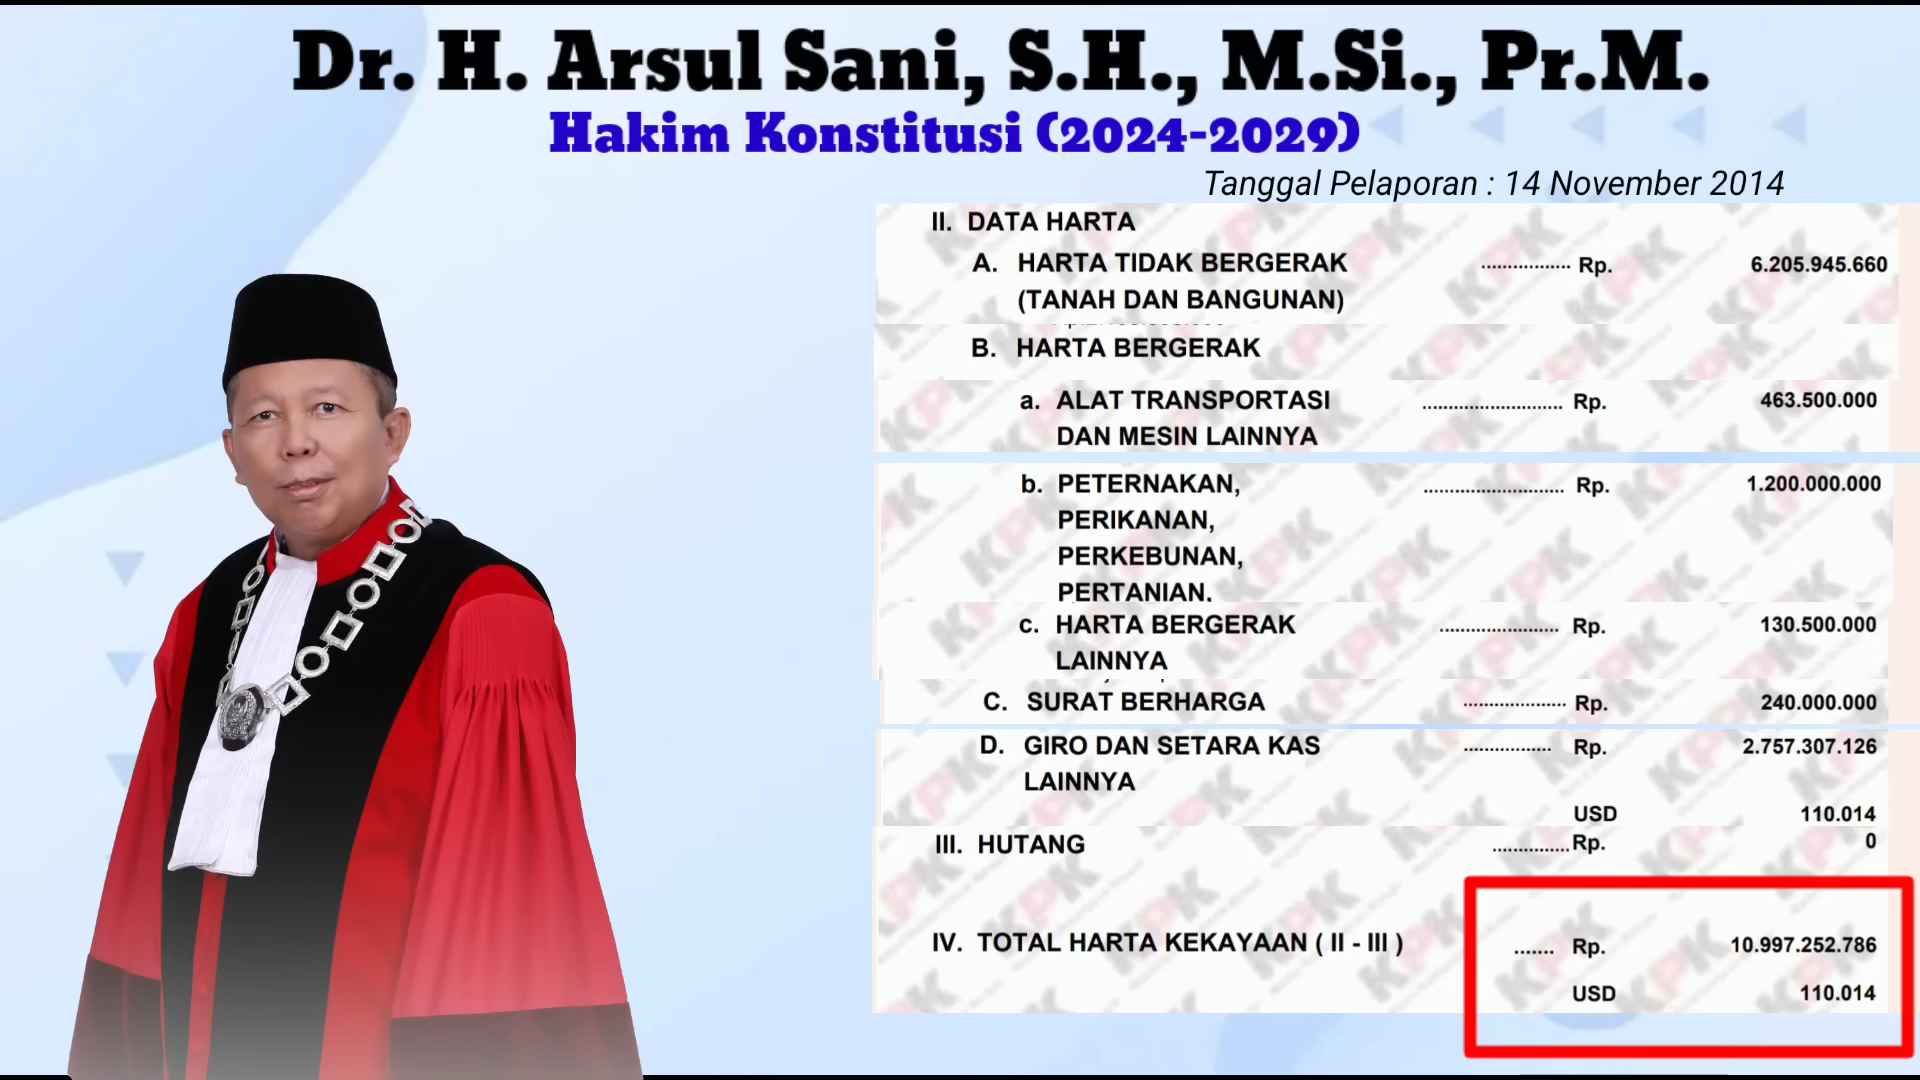 Dr. H. Arsul Sani, S.H., M.Si., Pr.M.
Hakim Konstitusi (2024-2029)
Tanggal Pelaporan : 14 November 2014
II. DATA HARTA
A. HARTA TIDAK BERGERAK ................. Rp. 6.205.945.660
(TANAH DAN BANGUNAN)
B. HARTA BERGERAK
a. ALAT TRANSPORTASI ........................... Rp. 463.500.000
DAN MESIN LAINNYA
b. PETERNAKAN, ........................... Rp. 1.200.000.000
PERIKANAN,
PERKEBUNAN,
PERTANIAN,
c. HARTA BERGERAK ....................... Rp. 130.500.000
LAINNYA
C. SURAT BERHARGA .................... Rp. 240.000.000
D. GIRO DAN SETARA KAS ................. Rp. 2.757.307.126
LAINNYA
USD 110.014
III. HUTANG ............... Rp. 0
IV. TOTAL HARTA KEKAYAAN ( II - III ) ....... Rp. 10.997.252.786
USD 110.014